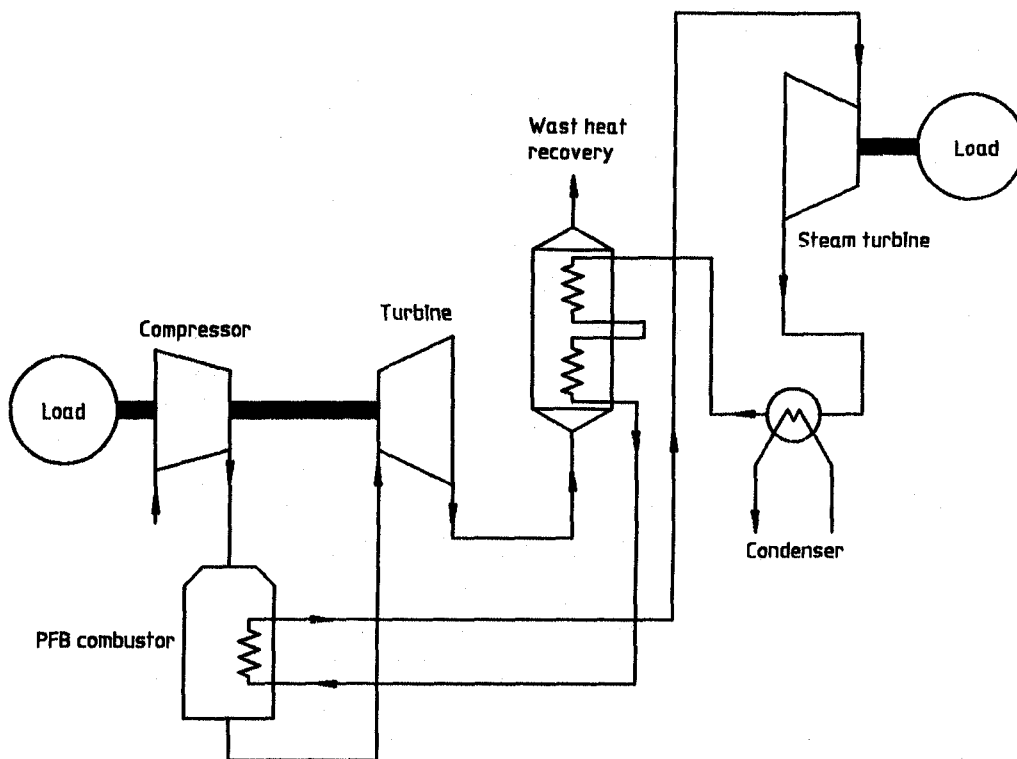 Wast heat
recovery
Load
Steam turbine
Turbine
Compressor
Load
Condenser
PFB combustor